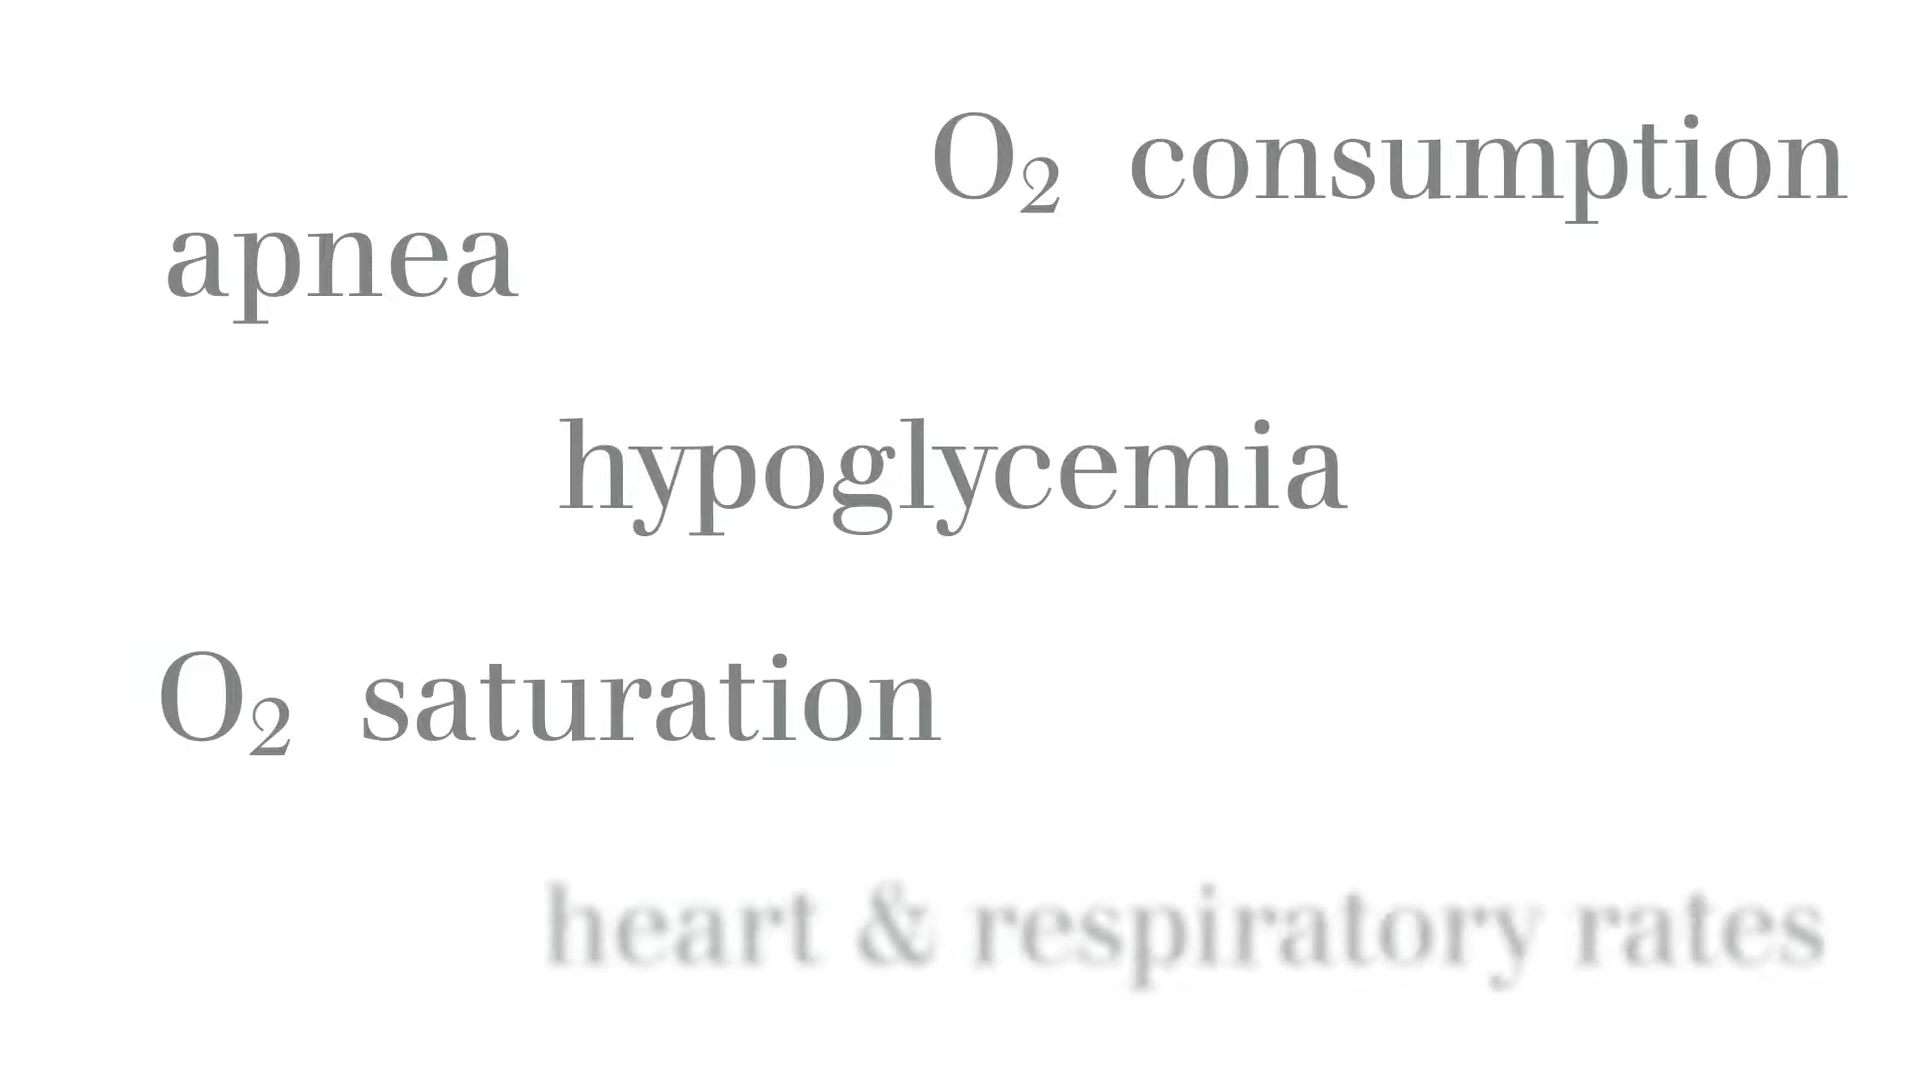 O₂ consumption
apnea
hypoglycemia
O₂ saturation
heart & respiratory rates